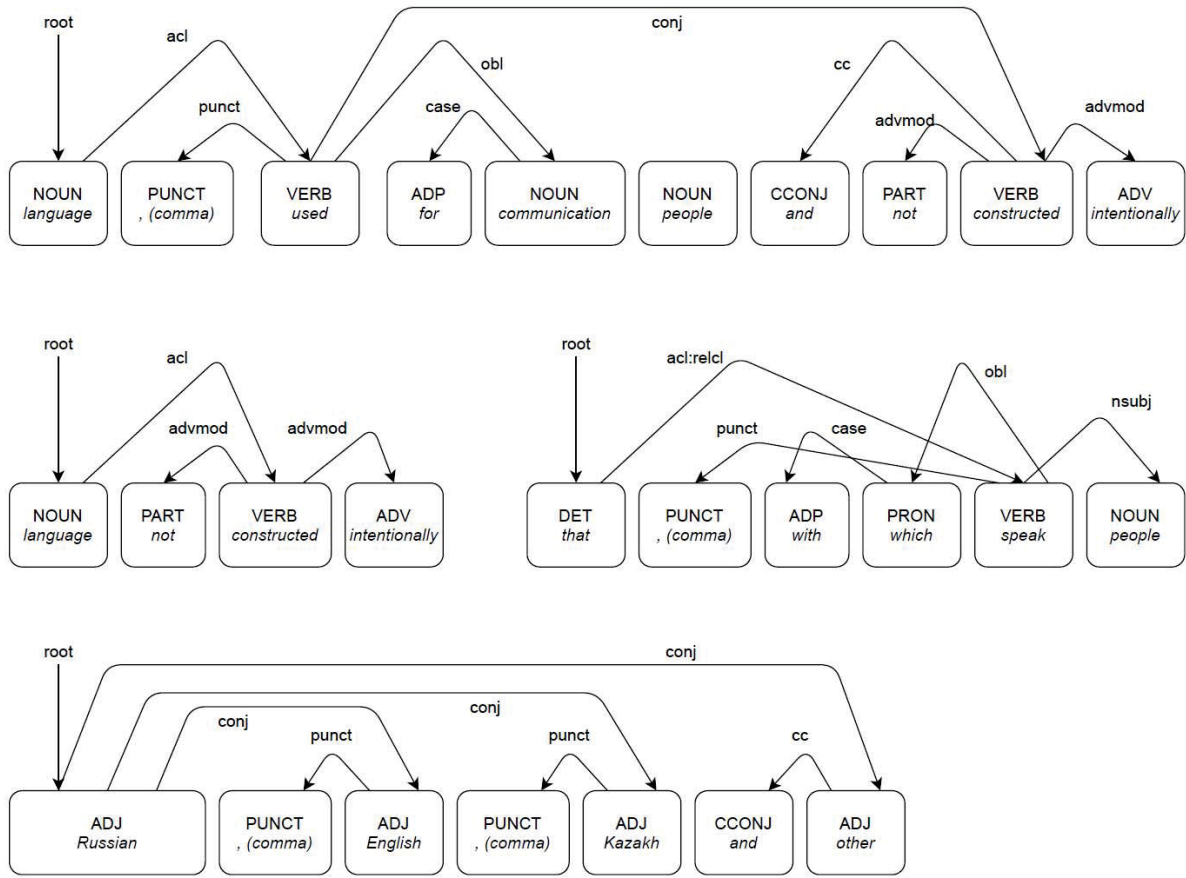 root
acl
conj
obl
cc
punct
case
advmod
advmod
NOUN PUNCT VERB ADP NOUN NOUN CCONJ PART VERB ADV
language , (comma) used for communication people and not constructed intentionally
root
acl
advmod
advmod
NOUN PART VERB ADV
language not constructed intentionally
root
acl:relcl
obl
nsubj
punct
case
DET PUNCT ADP PRON VERB NOUN
that , (comma) with which speak people
root
conj
conj
conj
punct
punct
cc
ADJ PUNCT ADJ PUNCT ADJ CCONJ ADJ
Russian , (comma) English , (comma) Kazakh and other